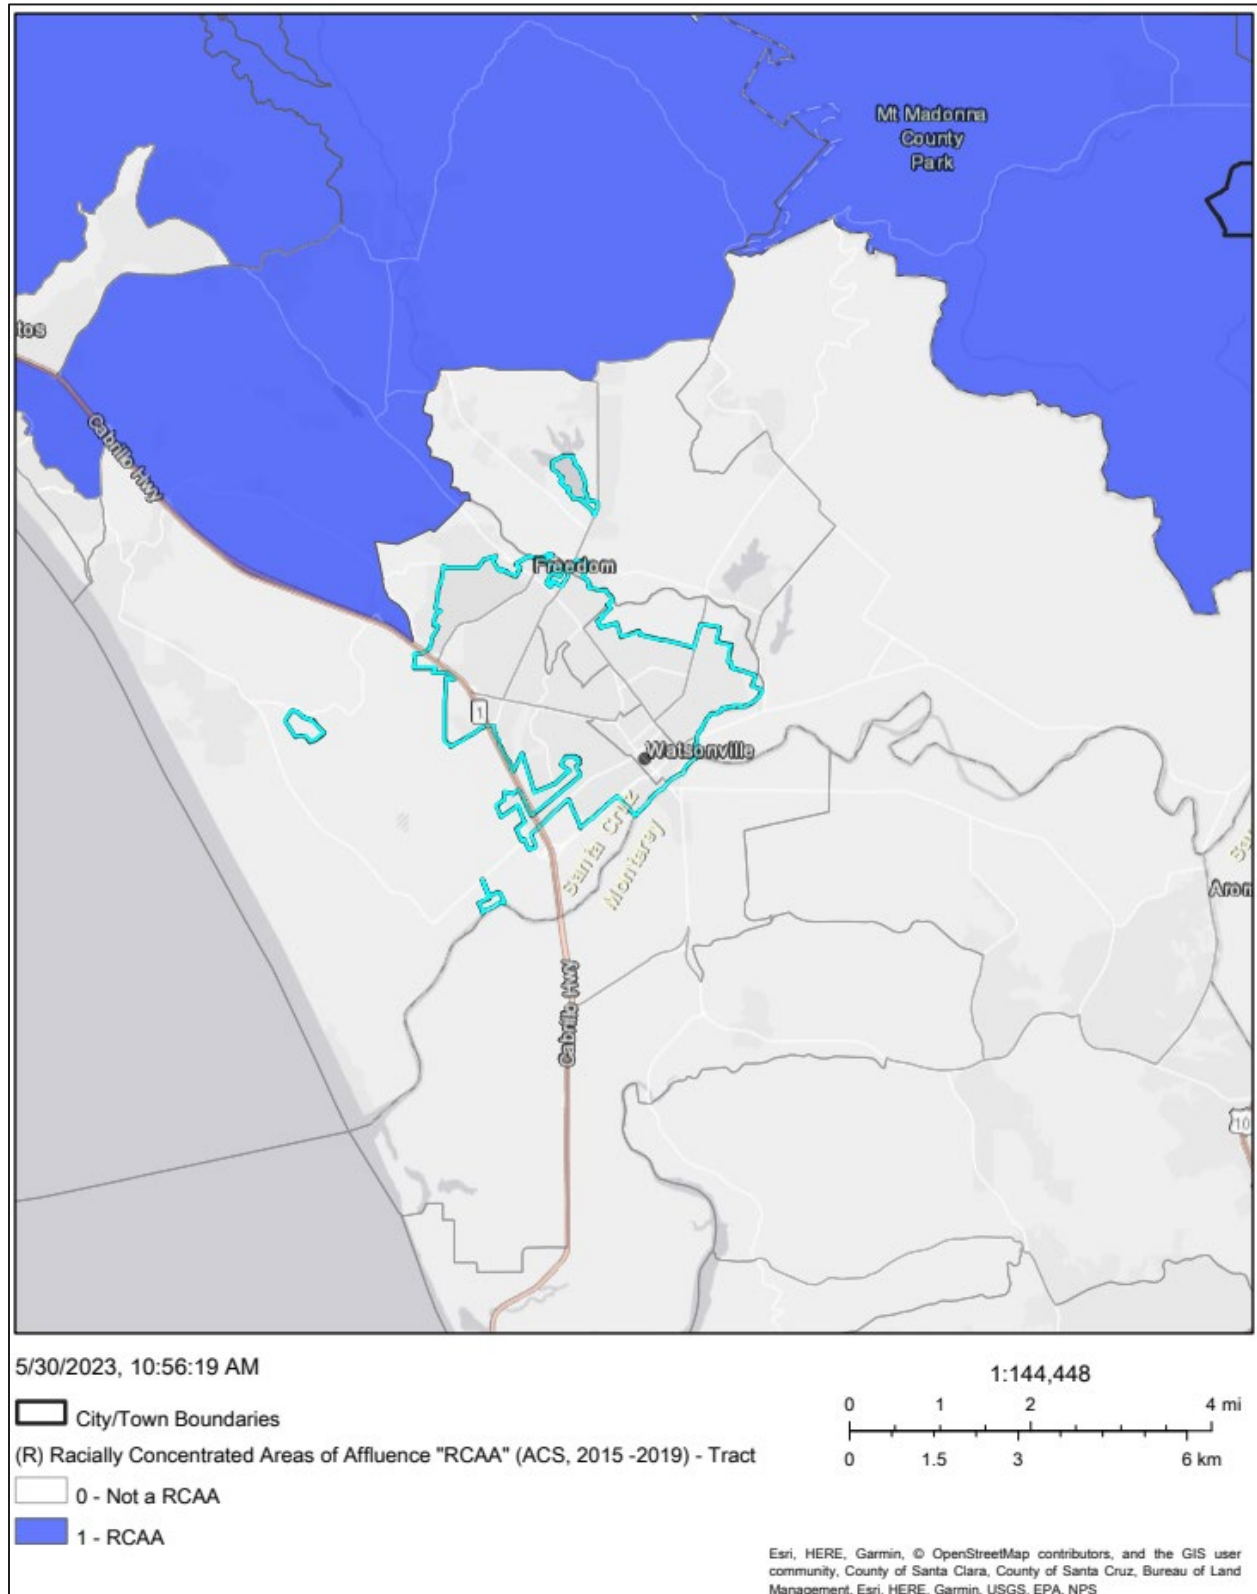 Mt Madonna
County
Park
tos
Cabrillo Hwy
Freedom
1
Watsonville
Santa Cruz
Monterey
Sa
Arom
Cabrillo Hwy
10
5/30/2023, 10:56:19 AM
City/Town Boundaries
(R) Racially Concentrated Areas of Affluence "RCAA" (ACS, 2015 -2019) - Tract
0 - Not a RCAA
1 - RCAA
1:144,448
0 1 2 4 mi
0 1.5 3 6 km
Esri, HERE, Garmin, © OpenStreetMap contributors, and the GIS user
community, County of Santa Clara, County of Santa Cruz, Bureau of Land
Management, Esri, HERE, Garmin, USGS, EPA, NPS